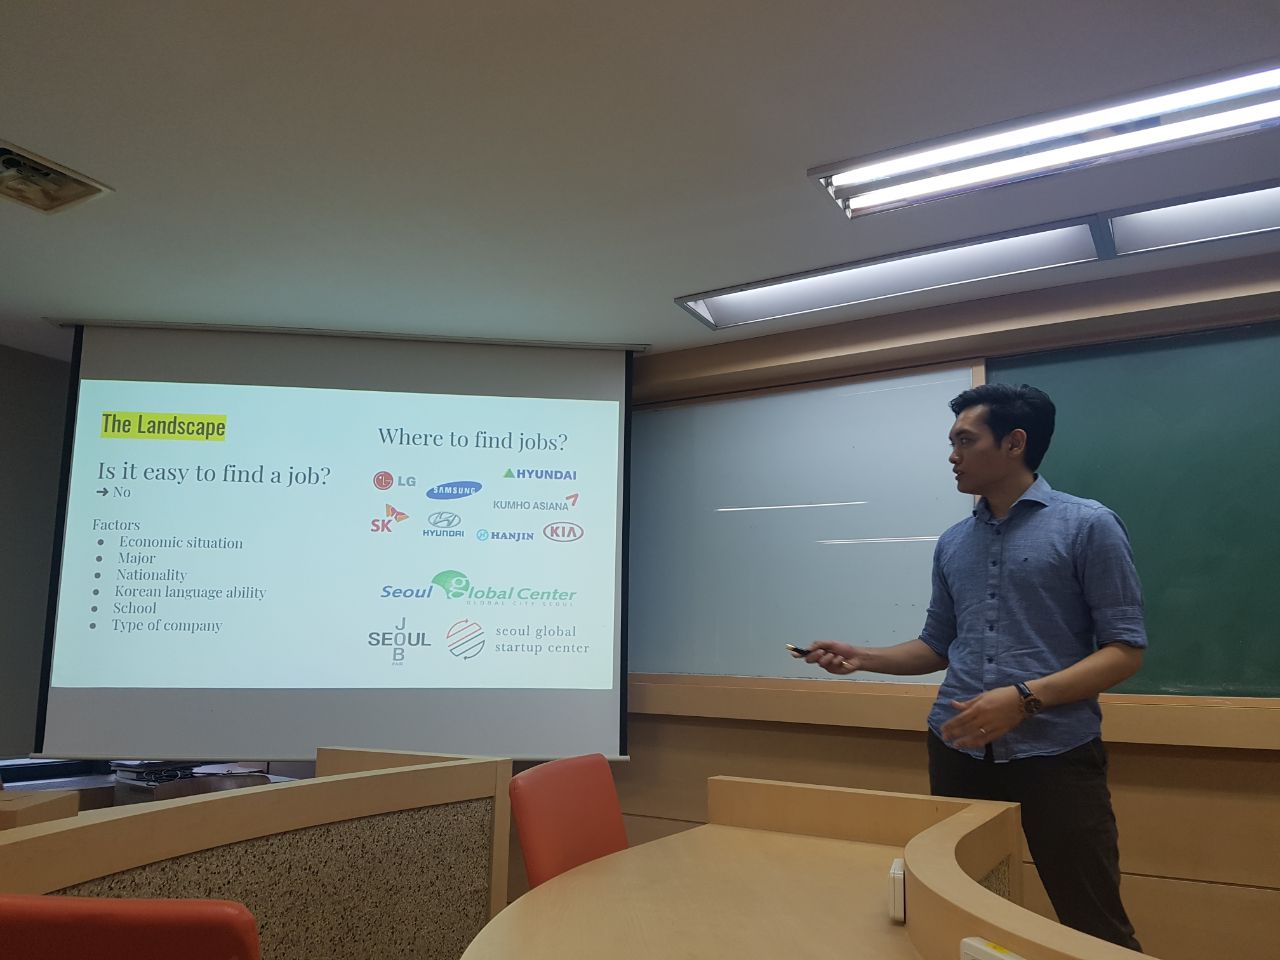 The Landscape
Is it easy to find a job?
➜ No
Factors
● Economic situation
● Major
● Nationality
● Korean language ability
● School
● Type of company
Where to find jobs?
LG
SAMSUNG
HYUNDAI
KUMHO ASIANA
SK
HYUNDAI
HANJIN
KIA
Seoul global Center
GLOBAL CITY SEOUL
SEOUL
JOB
FAIR
seoul global
startup center